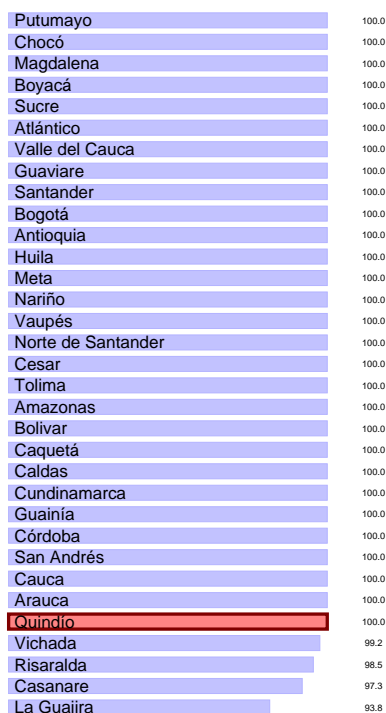 Putumayo 100.0
Chocó 100.0
Magdalena 100.0
Boyacá 100.0
Sucre 100.0
Atlántico 100.0
Valle del Cauca 100.0
Guaviare 100.0
Santander 100.0
Bogotá 100.0
Antioquia 100.0
Huila 100.0
Meta 100.0
Nariño 100.0
Vaupés 100.0
Norte de Santander 100.0
Cesar 100.0
Tolima 100.0
Amazonas 100.0
Bolivar 100.0
Caquetá 100.0
Caldas 100.0
Cundinamarca 100.0
Guainía 100.0
Córdoba 100.0
San Andrés 100.0
Cauca 100.0
Arauca 100.0
Quindío 100.0
Vichada 99.2
Risaralda 98.5
Casanare 97.3
La Guajira 93.8